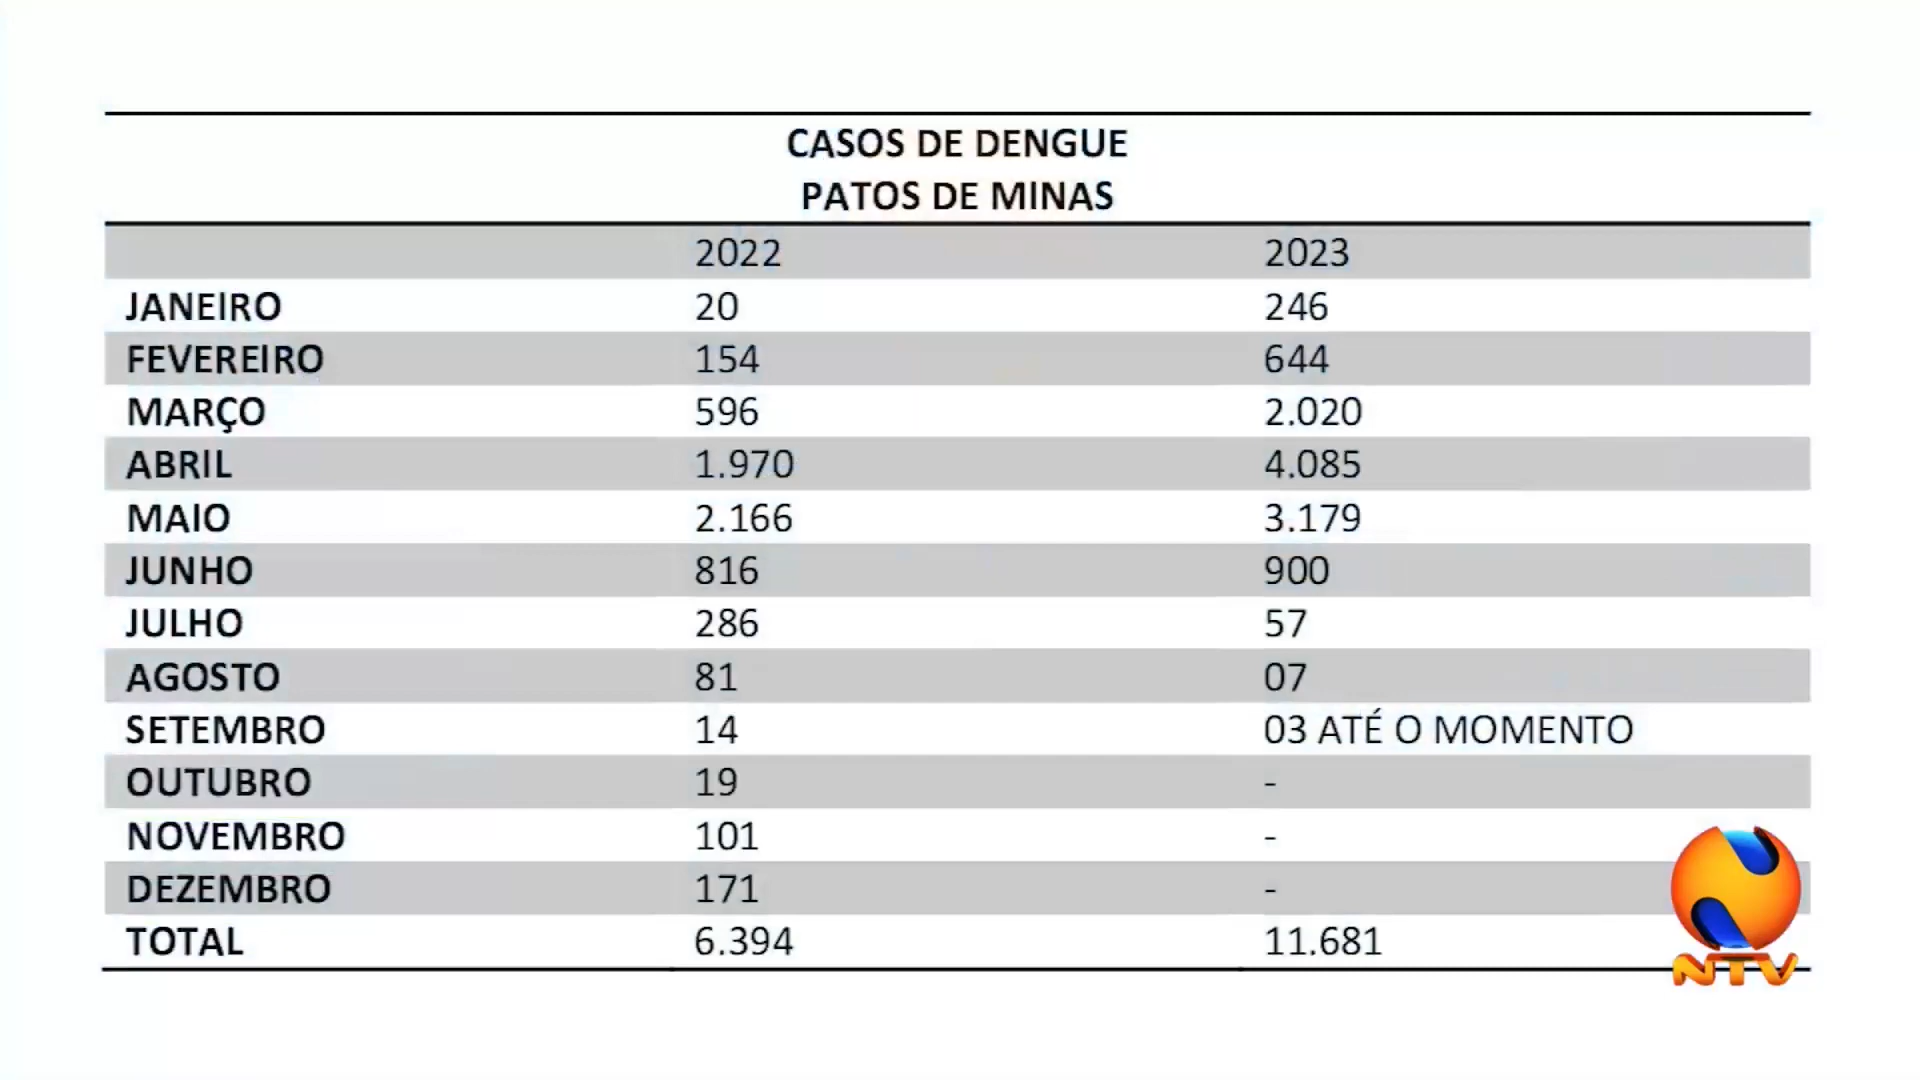 CASOS DE DENGUE
PATOS DE MINAS
2022 2023
JANEIRO 20 246
FEVEREIRO 154 644
MARÇO 596 2.020
ABRIL 1.970 4.085
MAIO 2.166 3.179
JUNHO 816 900
JULHO 286 57
AGOSTO 81 07
SETEMBRO 14 03 ATÉ O MOMENTO
OUTUBRO 19 -
NOVEMBRO 101 -
DEZEMBRO 171 -
TOTAL 6.394 11.681
NTV